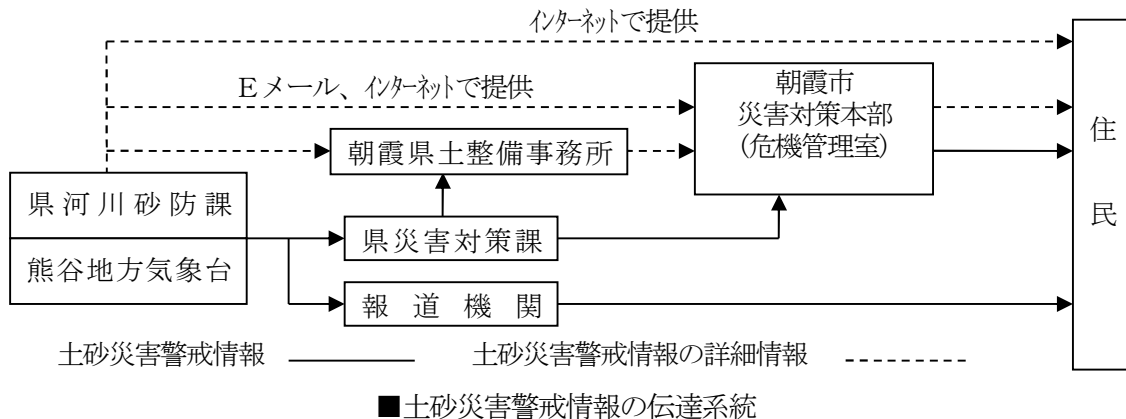 インターネットで提供
Eメール、インターネットで提供
朝霞市
災害対策本部
(危機管理室)
住民
朝霞県土整備事務所
県河川砂防課
県災害対策課
熊谷地方気象台
報道機関
土砂災害警戒情報
土砂災害警戒情報の詳細情報
■土砂災害警戒情報の伝達系統